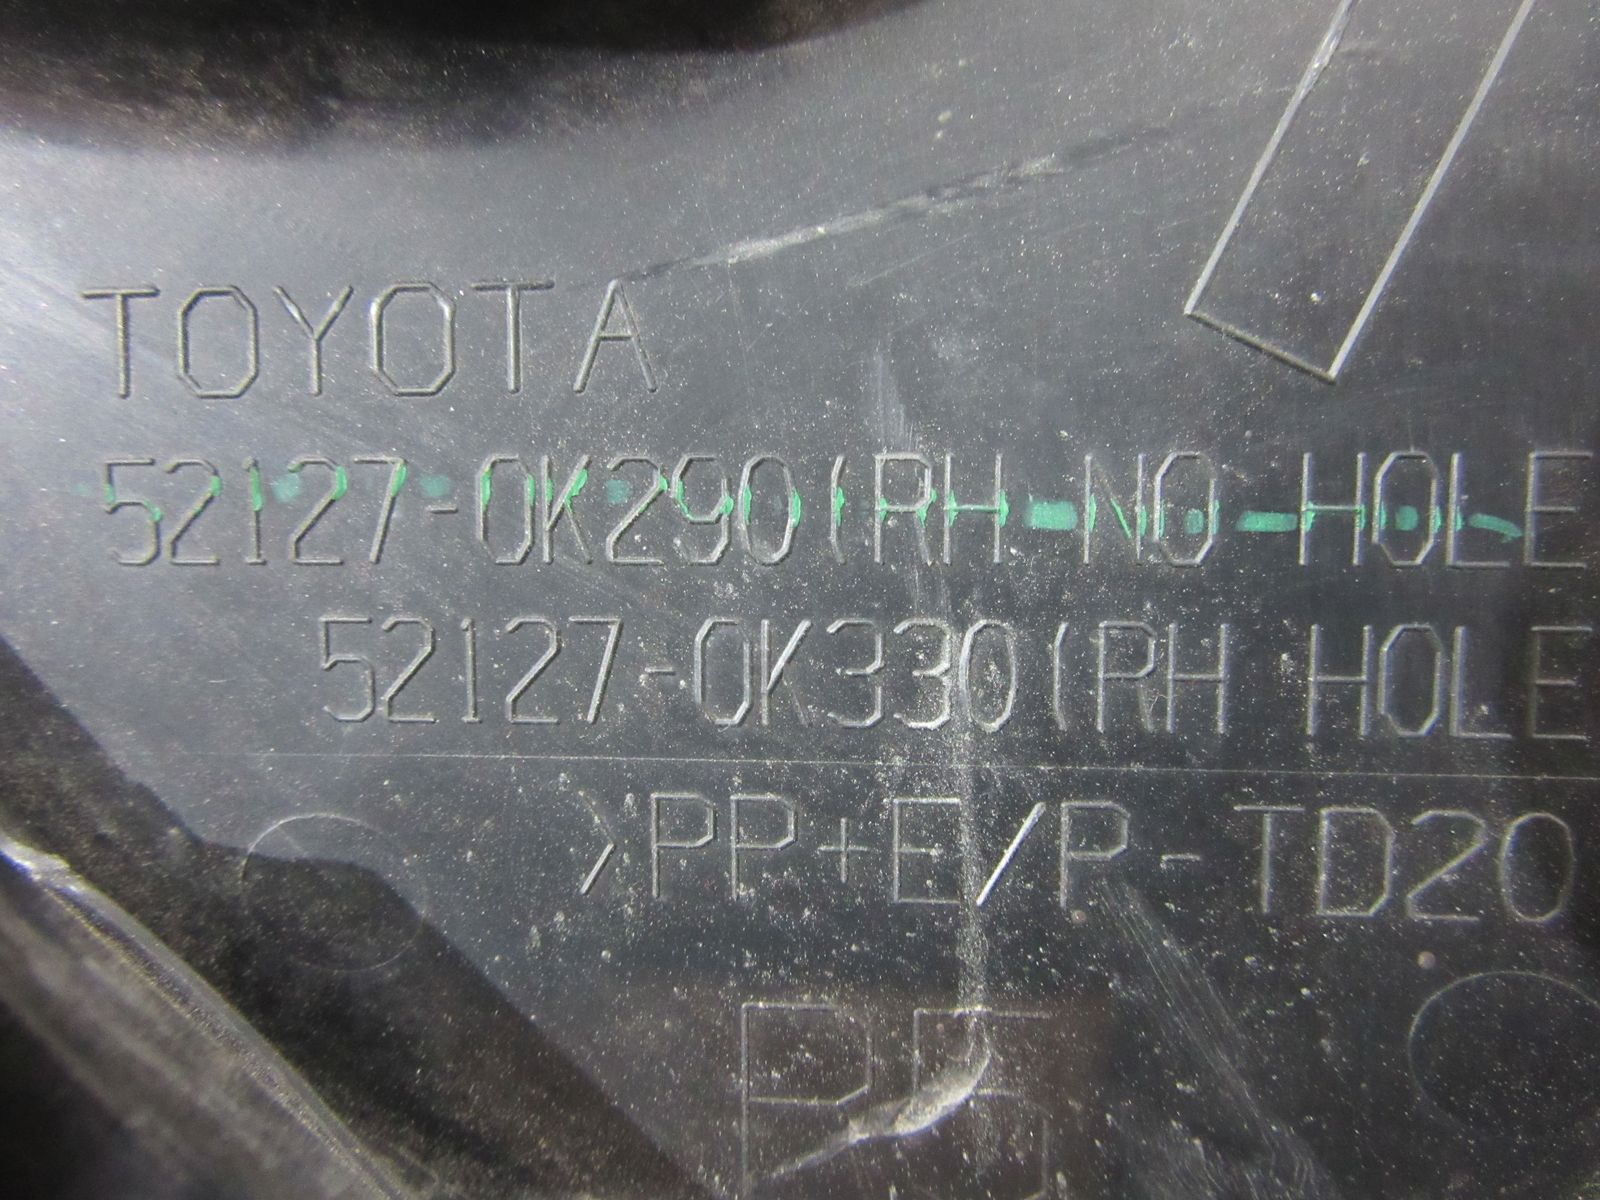 TOYOTA
52127-0K290(RH NO HOLE
52127-0K330(RH HOLE
>PP+E/P-TD20